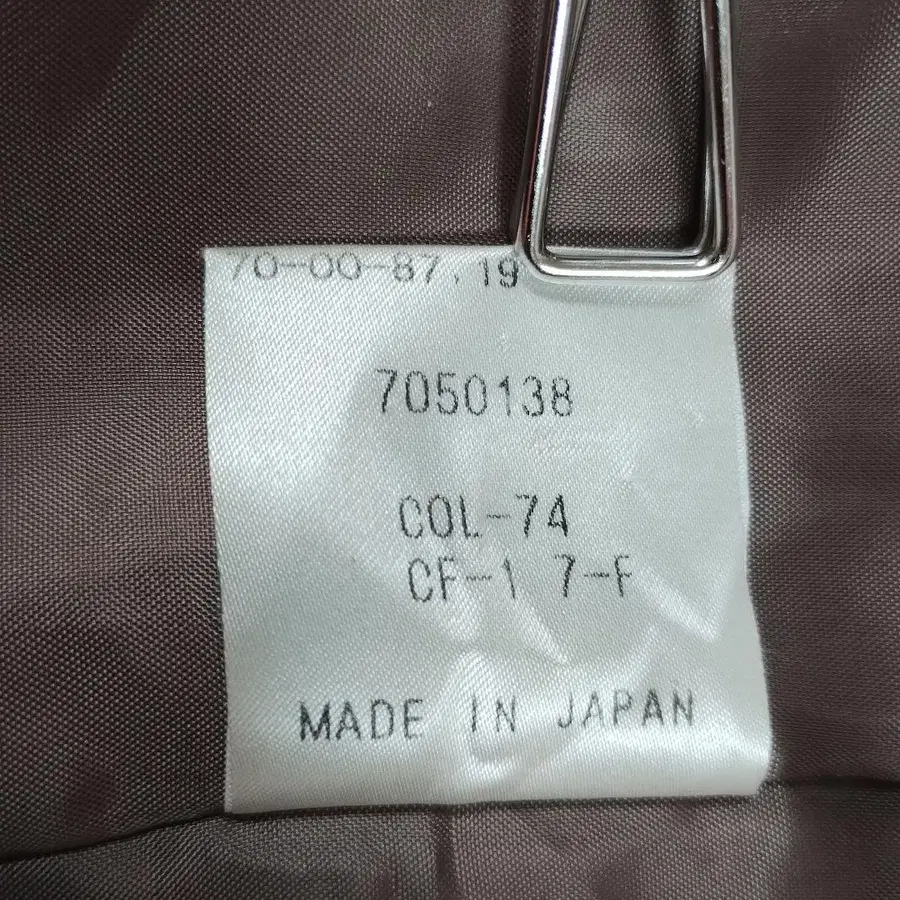 70-00-87.19
7050138
COL-74
CF-1 7-F
MADE IN JAPAN